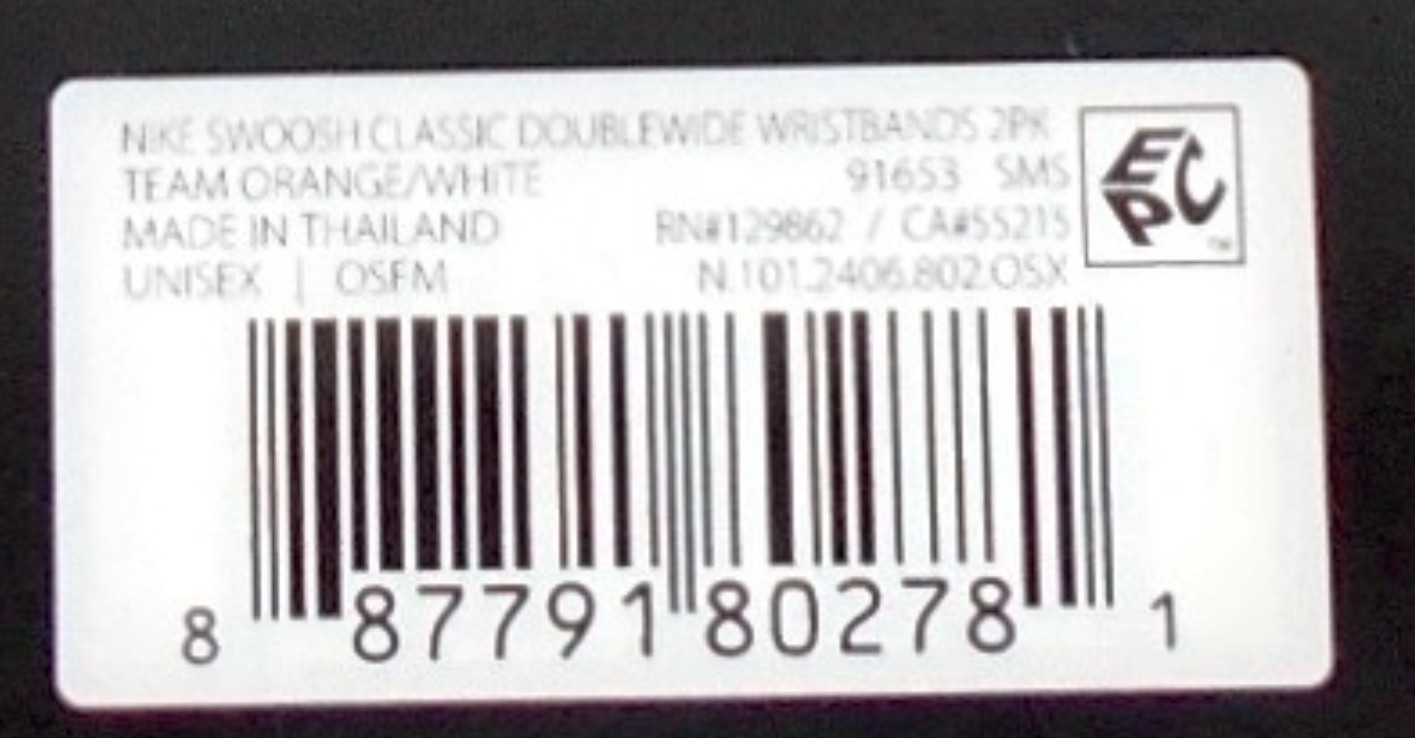 NIKE SWOOSH CLASSIC DOUBLEWIDE WRISTBANDS 2PK
TEAM ORANGE/WHITE 91653 SMS
MADE IN THAILAND RN#129862 / CA#55215
UNISEX | OSFM N.101.2406.802.OSX
EPC™
8 87791 80278 1